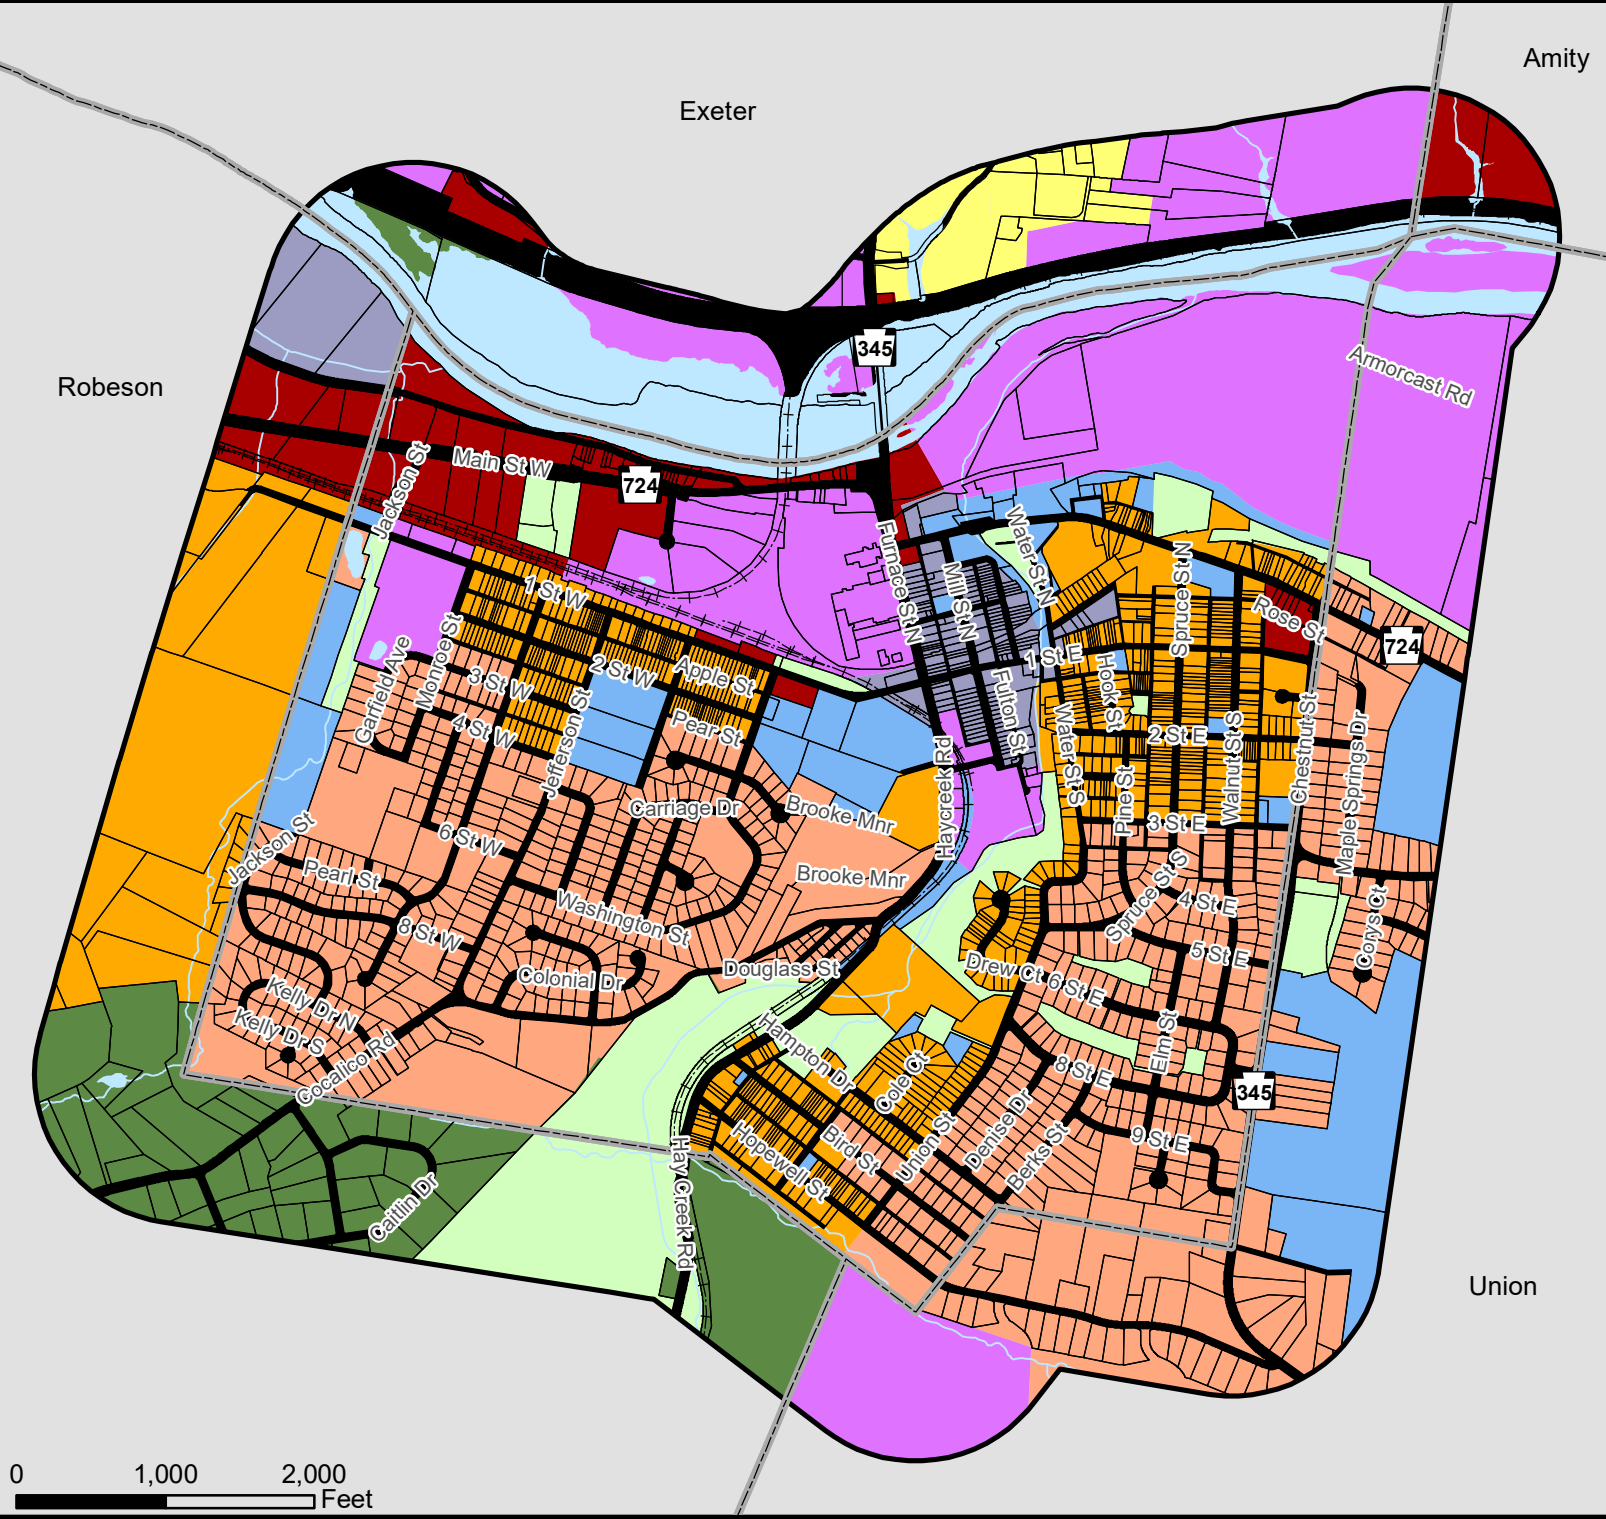 Amity
Exeter
345
Robeson
Armorcast Rd
Main St W
724
Jackson St
Furnace St N
Mill St N
Water St N
Spruce St N
Rose St
724
1 St W
Apple St
2 St W
3 St W
4 St W
Garfield Ave
Monroe St
Jefferson St
Pear St
1 St E
Hook St
Futton St
Water St S
2 St E
Walnut St S
Chestnut St
Maple Springs Dr
Pine St
3 St E
Haycreek Rd
Carriage Dr
Brooke Mnr
6 St W
Brooke Mnr
Jackson St
Pearl St
Washington St
8 St W
Spruce St S
4 St E
5 St E
Corys Ct
Douglass St
Colonial Dr
Drew Ct
6 St E
Kelly Dr N
Kelly Dr S
Cocalico Rd
Hampton Dr
Cole Ct
Elm St
8 St E
345
Denise Dr
Union St
Berks St
9 St E
Bird St
Hopewell St
Hay Creek Rd
Caitlin Dr
Union
0 1,000 2,000
Feet